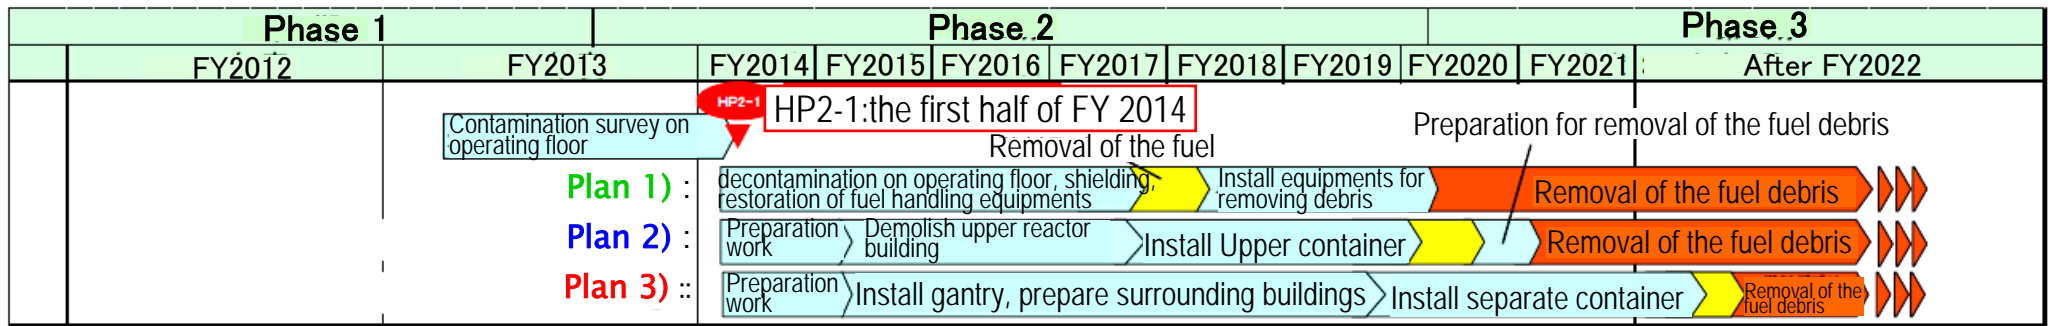 Phase 1 Phase 2 Phase 3
FY2012 FY2013 FY2014 FY2015 FY2016 FY2017 FY2018 FY2019 FY2020 FY2021 After FY2022
HP2-1
HP2-1:the first half of FY 2014
Contamination survey on
operating floor
Preparation for removal of the fuel debris
Removal of the fuel
Plan 1) :
decontamination on operating floor, shielding,
restoration of fuel handling equipments
Install equipments for
removing debris
Removal of the fuel debris
Plan 2) :
Preparation
work
Demolish upper reactor
building
Install Upper container
Removal of the fuel debris
Plan 3) ::
Preparation
work
Install gantry, prepare surrounding buildings
Install separate container
Removal of the
fuel debris